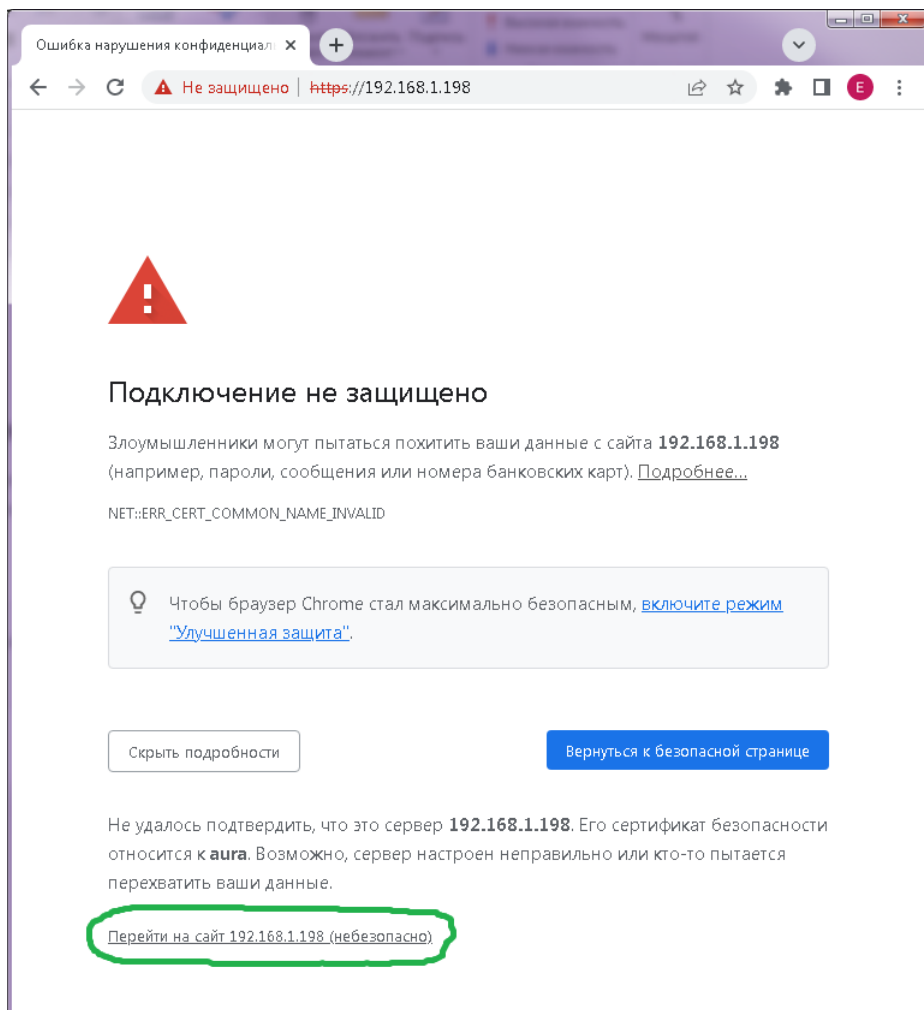 Ошибка нарушения конфиденциал
Не защищено | https://192.168.1.198
E
Подключение не защищено
Злоумышленники могут пытаться похитить ваши данные с сайта 192.168.1.198
(например, пароли, сообщения или номера банковских карт). Подробнее...
NET::ERR_CERT_COMMON_NAME_INVALID
Чтобы браузер Chrome стал максимально безопасным, включите режим
"Улучшенная защита".
Скрыть подробности
Вернуться к безопасной странице
Не удалось подтвердить, что это сервер 192.168.1.198. Его сертификат безопасности
относится к aura. Возможно, сервер настроен неправильно или кто-то пытается
перехватить ваши данные.
Перейти на сайт 192.168.1.198 (небезопасно)